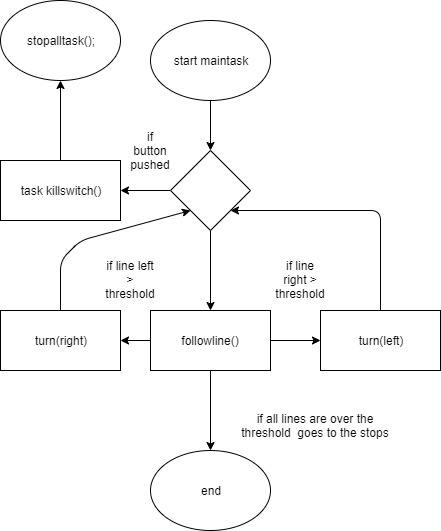 stopalltask();
start maintask
if
button
pushed
task killswitch()
if line left
>
threshold
if line
right >
threshold
turn(right)
followline()
turn(left)
if all lines are over the
threshold  goes to the stops
end